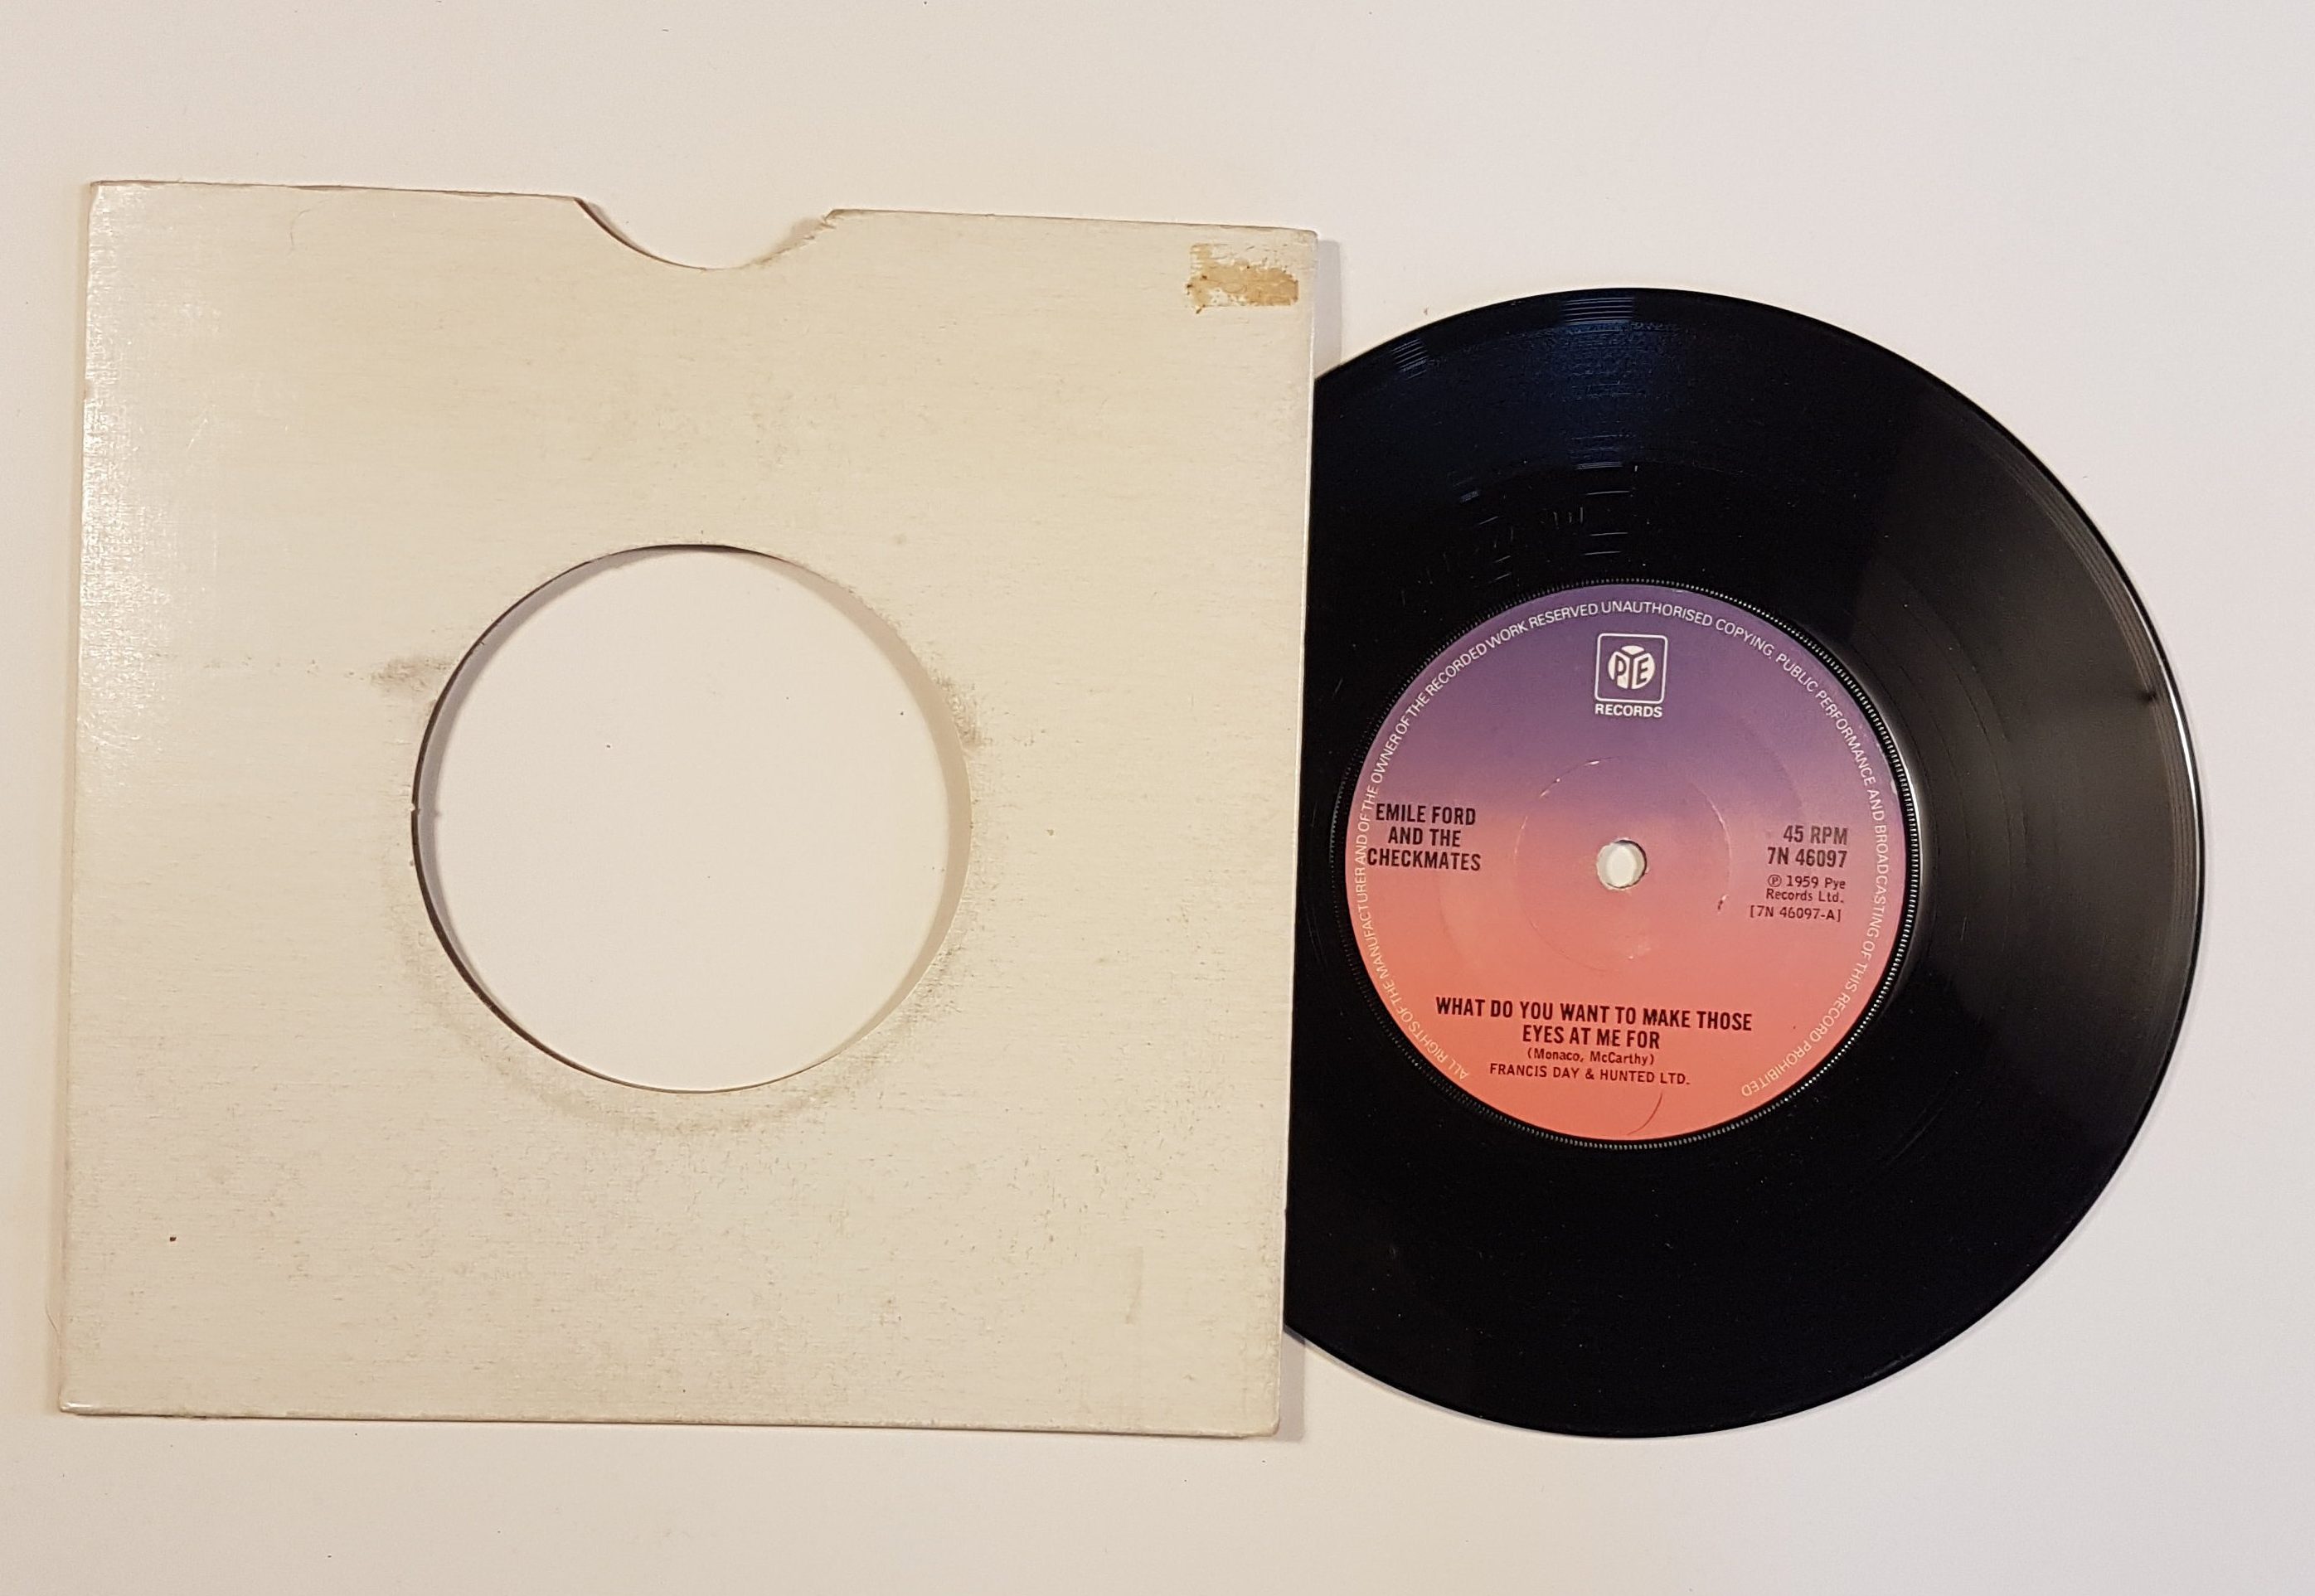 ALL RIGHTS OF THE MANUFACTURER AND OF THE OWNER OF THE RECORDED WORK RESERVED UNAUTHORISED COPYING, PUBLIC PERFORMANCE AND BROADCASTING OF THIS RECORD PROHIBITED
PYE
RECORDS
EMILE FORD
AND THE
CHECKMATES
45 RPM
7N 46097
Ⓟ 1959 Pye
Records Ltd.
[7N 46097-A]
WHAT DO YOU WANT TO MAKE THOSE
EYES AT ME FOR
(Monaco, McCarthy)
FRANCIS DAY & HUNTED LTD.